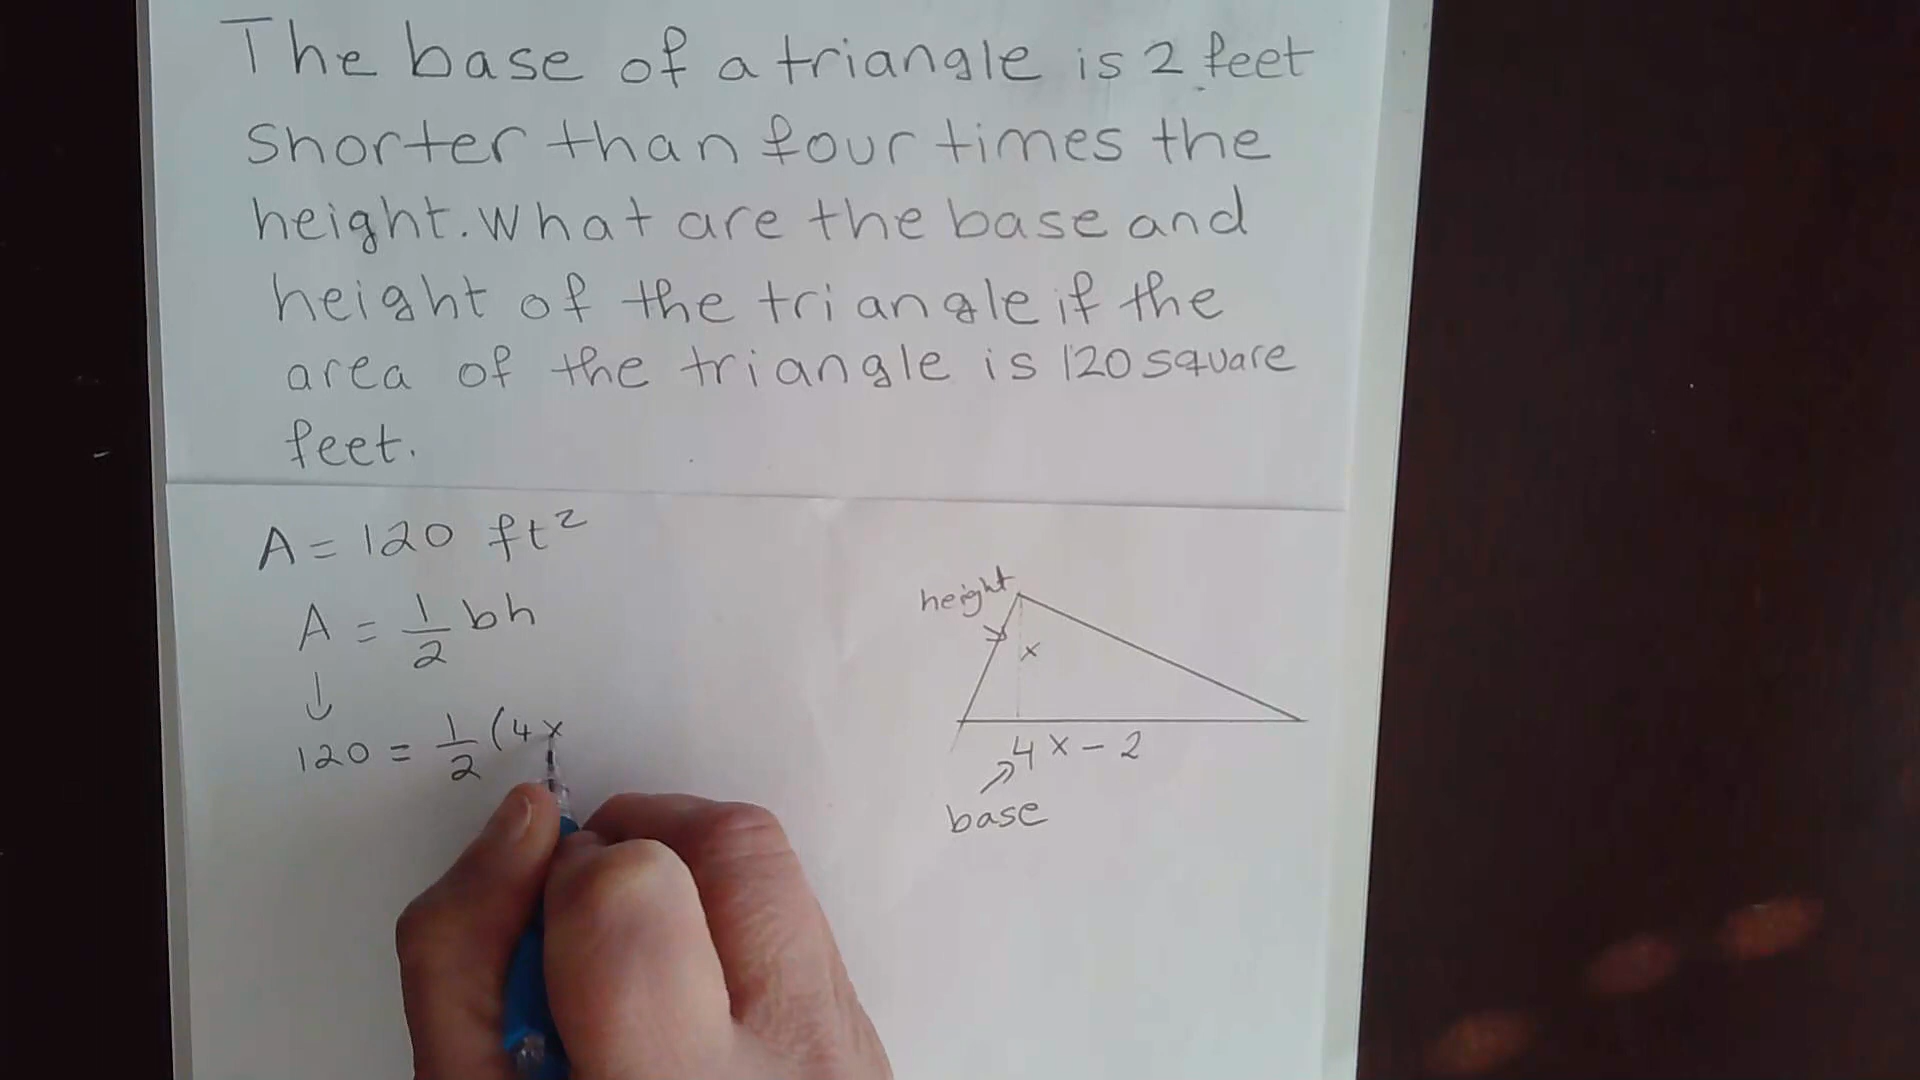 The base of a triangle is 2 feet
shorter than four times the
height. What are the base and
height of the triangle if the
area of the triangle is 120 square
feet.
A = 120 ft²
A = 1/2 bh
↓
120 = 1/2 (4x
height
x
4x - 2
base